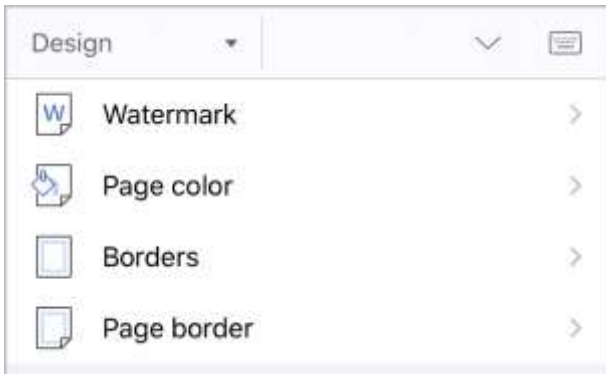 Design
W Watermark
Page color
Borders
Page border